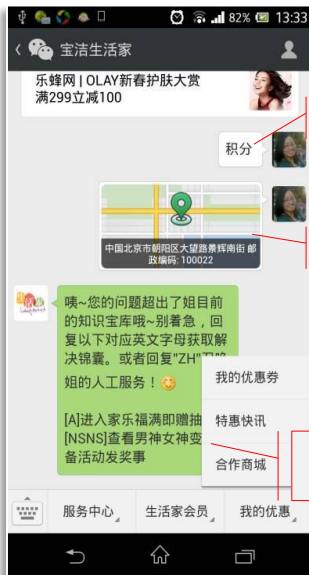 82% 13:33
宝洁生活家
乐蜂网 | OLAY新春护肤大赏
满299立减100
积分
中国北京市朝阳区大望路景辉南街 邮
政编码: 100022
咦~您的问题超出了姐目前
的知识宝库哦~别着急，回
复以下对应英文字母获取解
决锦囊。或者回复"ZH"召唤
姐的人工服务！
[A]进入家乐福满即赠抽
[NSNS]查看男神女神变
备活动发奖事
我的优惠券
特惠快讯
合作商城
服务中心 生活家会员 我的优惠